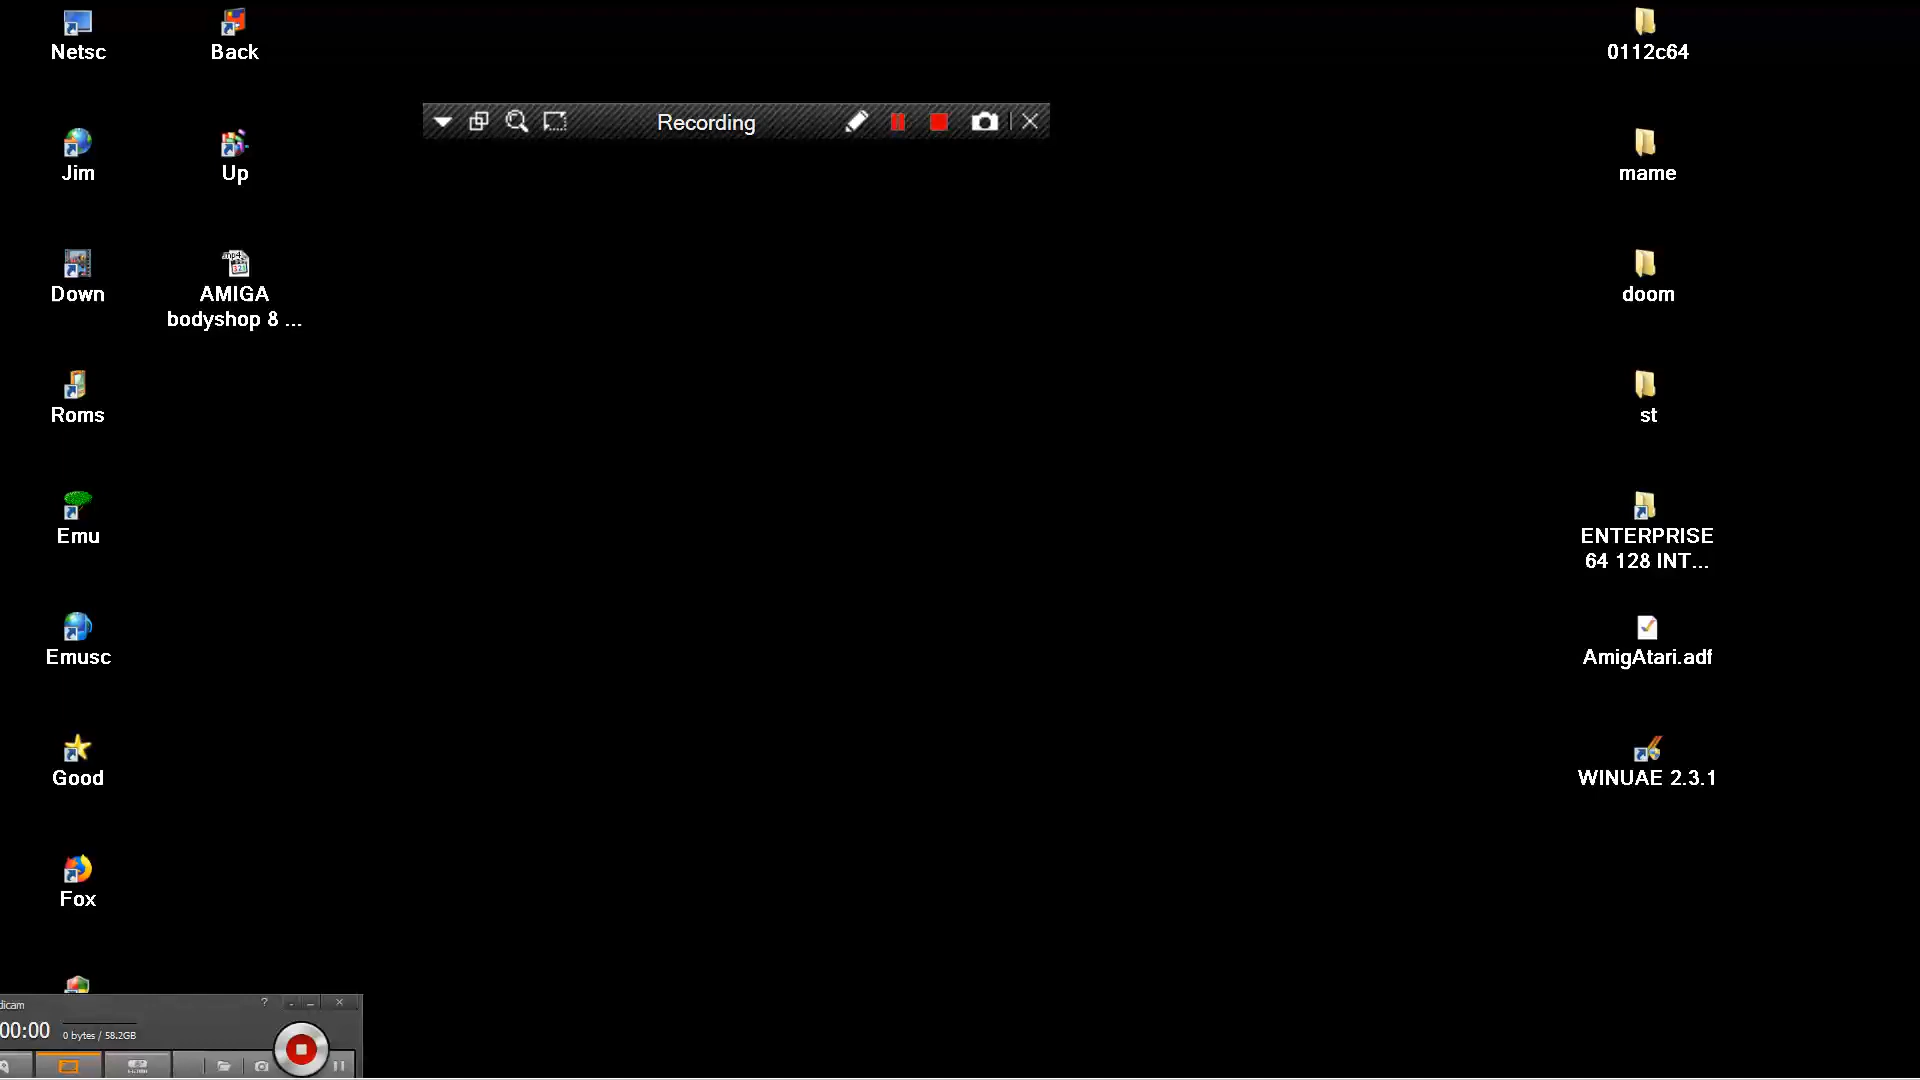 Netsc
Back
0112c64
Recording
Jim
Up
mame
Down
AMIGA
bodyshop 8 ...
doom
Roms
st
Emu
ENTERPRISE
64 128 INT...
Emusc
AmigAtari.adf
Good
WINUAE 2.3.1
Fox
dicam
?
00:00
0 bytes / 58.2GB